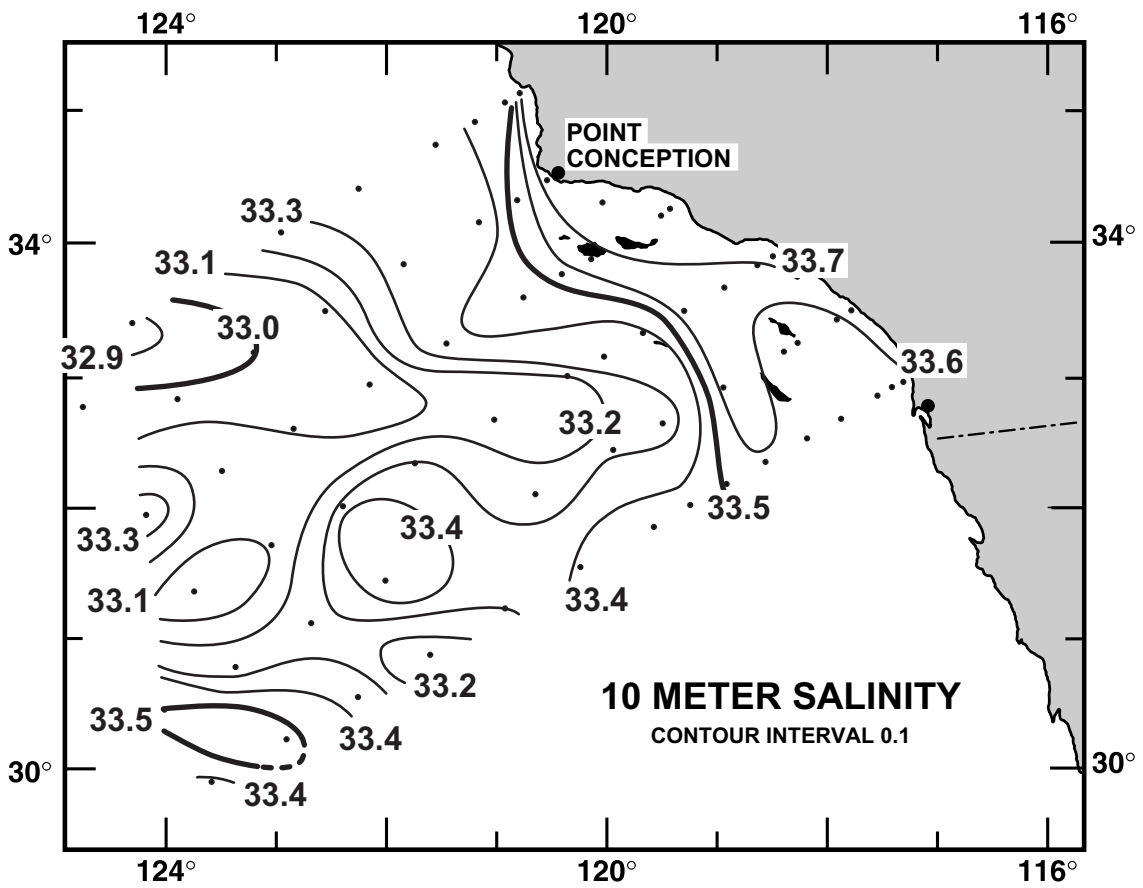 124° 120° 116°
POINT
CONCEPTION
33.3
34° 34°
33.1 33.7
33.0
32.9 33.6
33.2
33.5
33.4
33.3
33.1 33.4
33.2
10 METER SALINITY
33.5
CONTOUR INTERVAL 0.1
33.4
30° 30°
33.4
124° 120° 116°